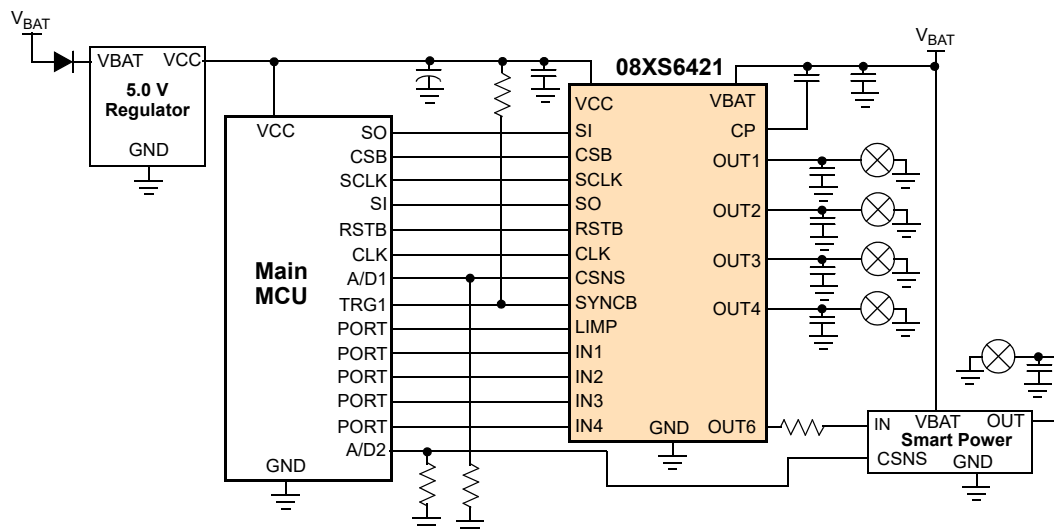 VBAT
VBAT VCC
5.0 V
Regulator
GND
08XS6421
VBAT
VCC
SO
CSB
SCLK
SI
RSTB
CLK
A/D1
TRG1
PORT
PORT
PORT
PORT
PORT
A/D2
Main
MCU
GND
VCC
SI
CSB
SCLK
SO
RSTB
CLK
CSNS
SYNCB
LIMP
IN1
IN2
IN3
IN4
VBAT
CP
OUT1
OUT2
OUT3
OUT4
GND
OUT6
IN VBAT OUT
Smart Power
CSNS GND